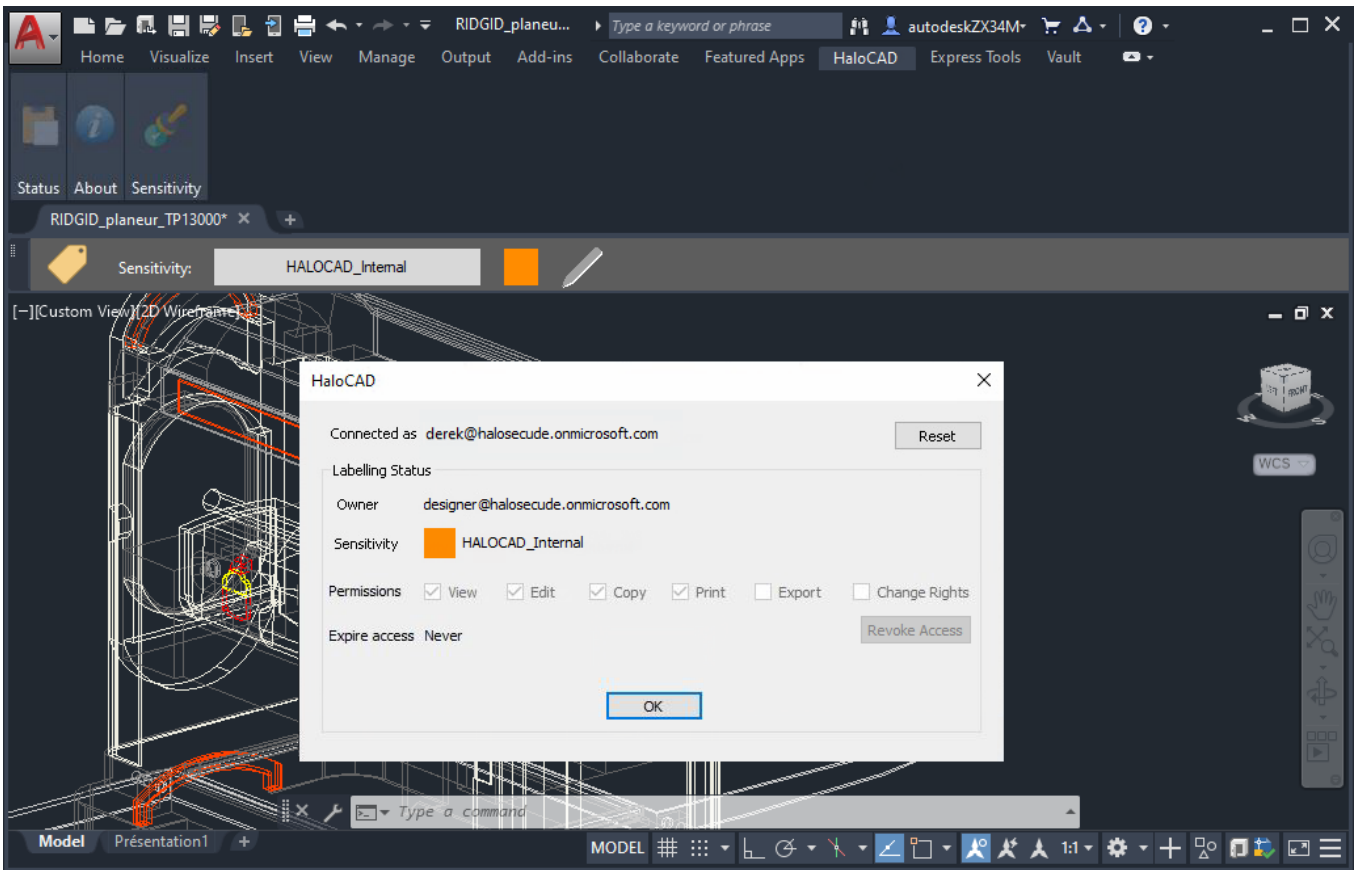 RIDGID_planeu...
Type a keyword or phrase
autodeskZX34M
Home Visualize Insert View Manage Output Add-ins Collaborate Featured Apps HaloCAD Express Tools Vault
Status About Sensitivity
RIDGID_planeur_TP13000*
Sensitivity: HALOCAD_Internal
[−][Custom View][2D Wireframe]
FRONT
WCS
HaloCAD
Connected as derek@halosecude.onmicrosoft.com Reset
Labelling Status
Owner designer@halosecude.onmicrosoft.com
Sensitivity HALOCAD_Internal
Permissions View Edit Copy Print Export Change Rights
Expire access Never Revoke Access
OK
Type a command
Model Présentation1 +
MODEL 1:1